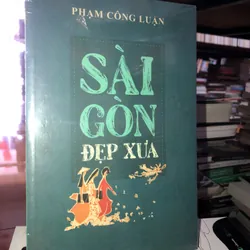 PHẠM CÔNG LUẬN
SÀI
GÒN
ĐẸP XƯA